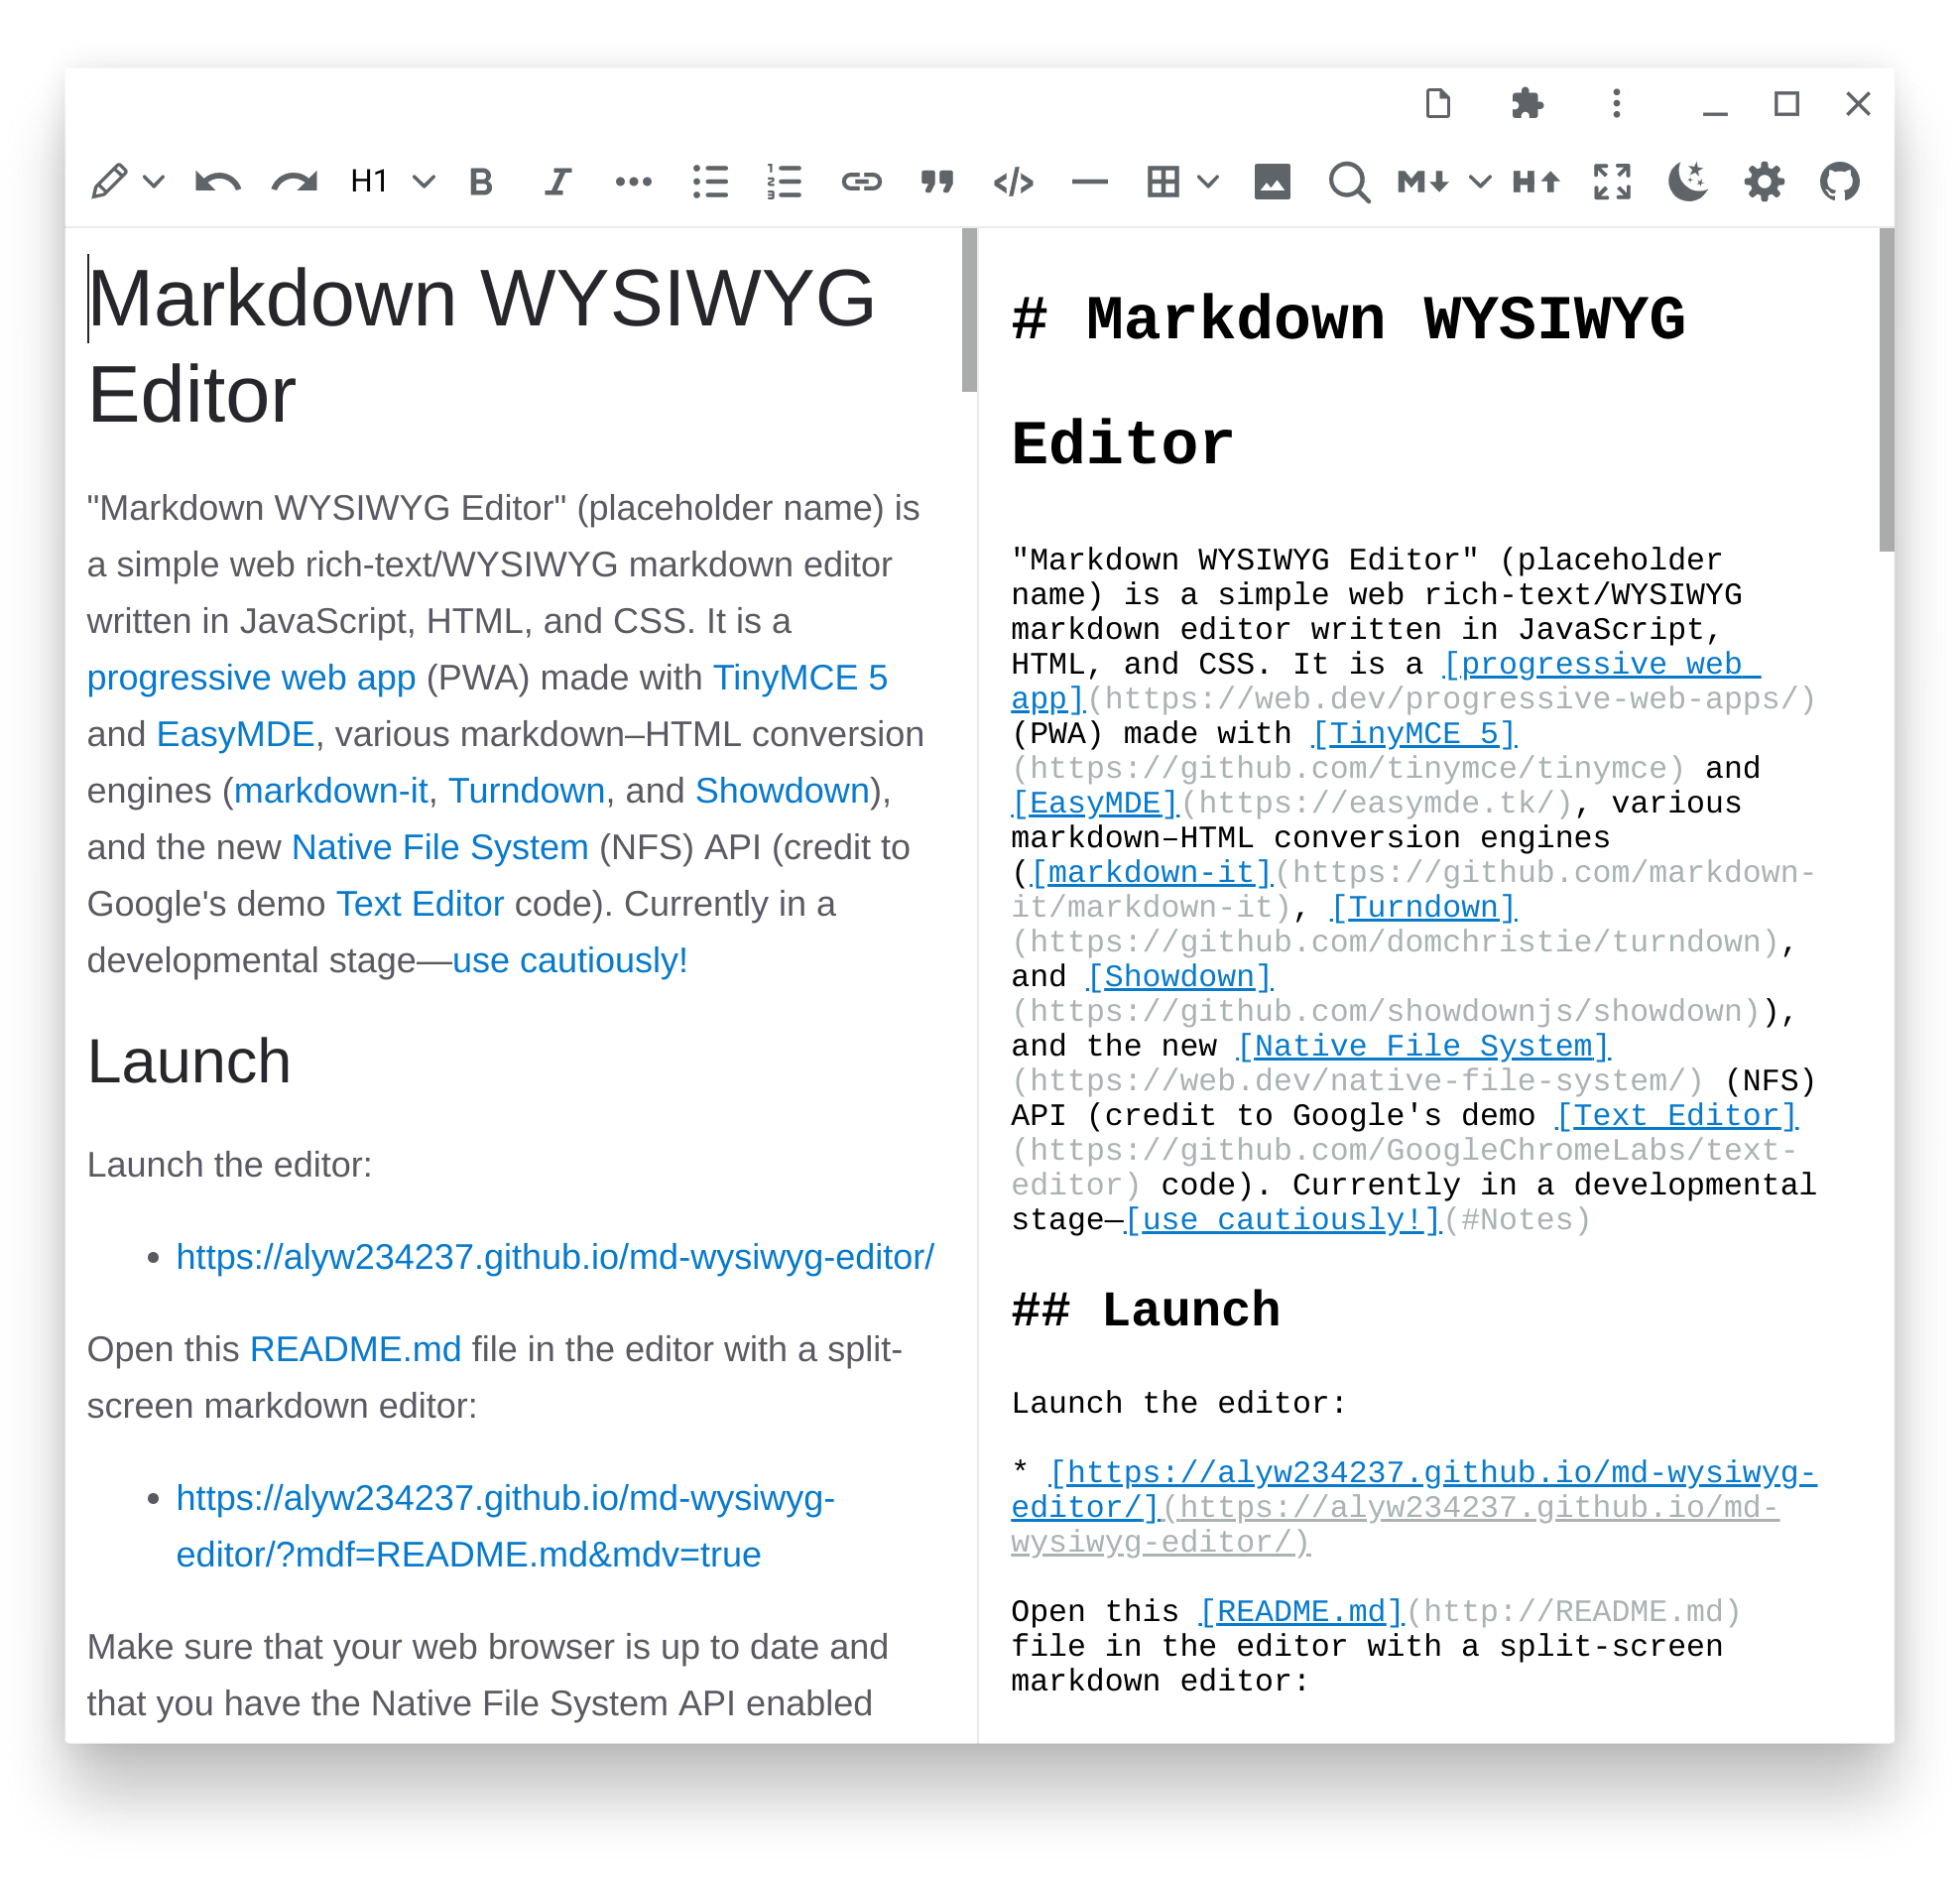 H1
B
I
</>
M
H
Markdown WYSIWYG
Editor
"Markdown WYSIWYG Editor" (placeholder name) is
a simple web rich-text/WYSIWYG markdown editor
written in JavaScript, HTML, and CSS. It is a
progressive web app (PWA) made with TinyMCE 5
and EasyMDE, various markdown–HTML conversion
engines (markdown-it, Turndown, and Showdown),
and the new Native File System (NFS) API (credit to
Google's demo Text Editor code). Currently in a
developmental stage—use cautiously!
Launch
Launch the editor:
• https://alyw234237.github.io/md-wysiwyg-editor/
Open this README.md file in the editor with a split-
screen markdown editor:
• https://alyw234237.github.io/md-wysiwyg-
editor/?mdf=README.md&mdv=true
Make sure that your web browser is up to date and
that you have the Native File System API enabled
# Markdown WYSIWYG
Editor
"Markdown WYSIWYG Editor" (placeholder
name) is a simple web rich-text/WYSIWYG
markdown editor written in JavaScript,
HTML, and CSS. It is a [progressive web
app](https://web.dev/progressive-web-apps/)
(PWA) made with [TinyMCE 5]
(https://github.com/tinymce/tinymce) and
[EasyMDE](https://easymde.tk/), various
markdown–HTML conversion engines
([markdown-it](https://github.com/markdown-
it/markdown-it), [Turndown]
(https://github.com/domchristie/turndown),
and [Showdown]
(https://github.com/showdownjs/showdown)),
and the new [Native File System]
(https://web.dev/native-file-system/) (NFS)
API (credit to Google's demo [Text Editor]
(https://github.com/GoogleChromeLabs/text-
editor) code). Currently in a developmental
stage—[use cautiously!](#Notes)
## Launch
Launch the editor:
* [https://alyw234237.github.io/md-wysiwyg-
editor/](https://alyw234237.github.io/md-
wysiwyg-editor/)
Open this [README.md](http://README.md)
file in the editor with a split-screen
markdown editor: